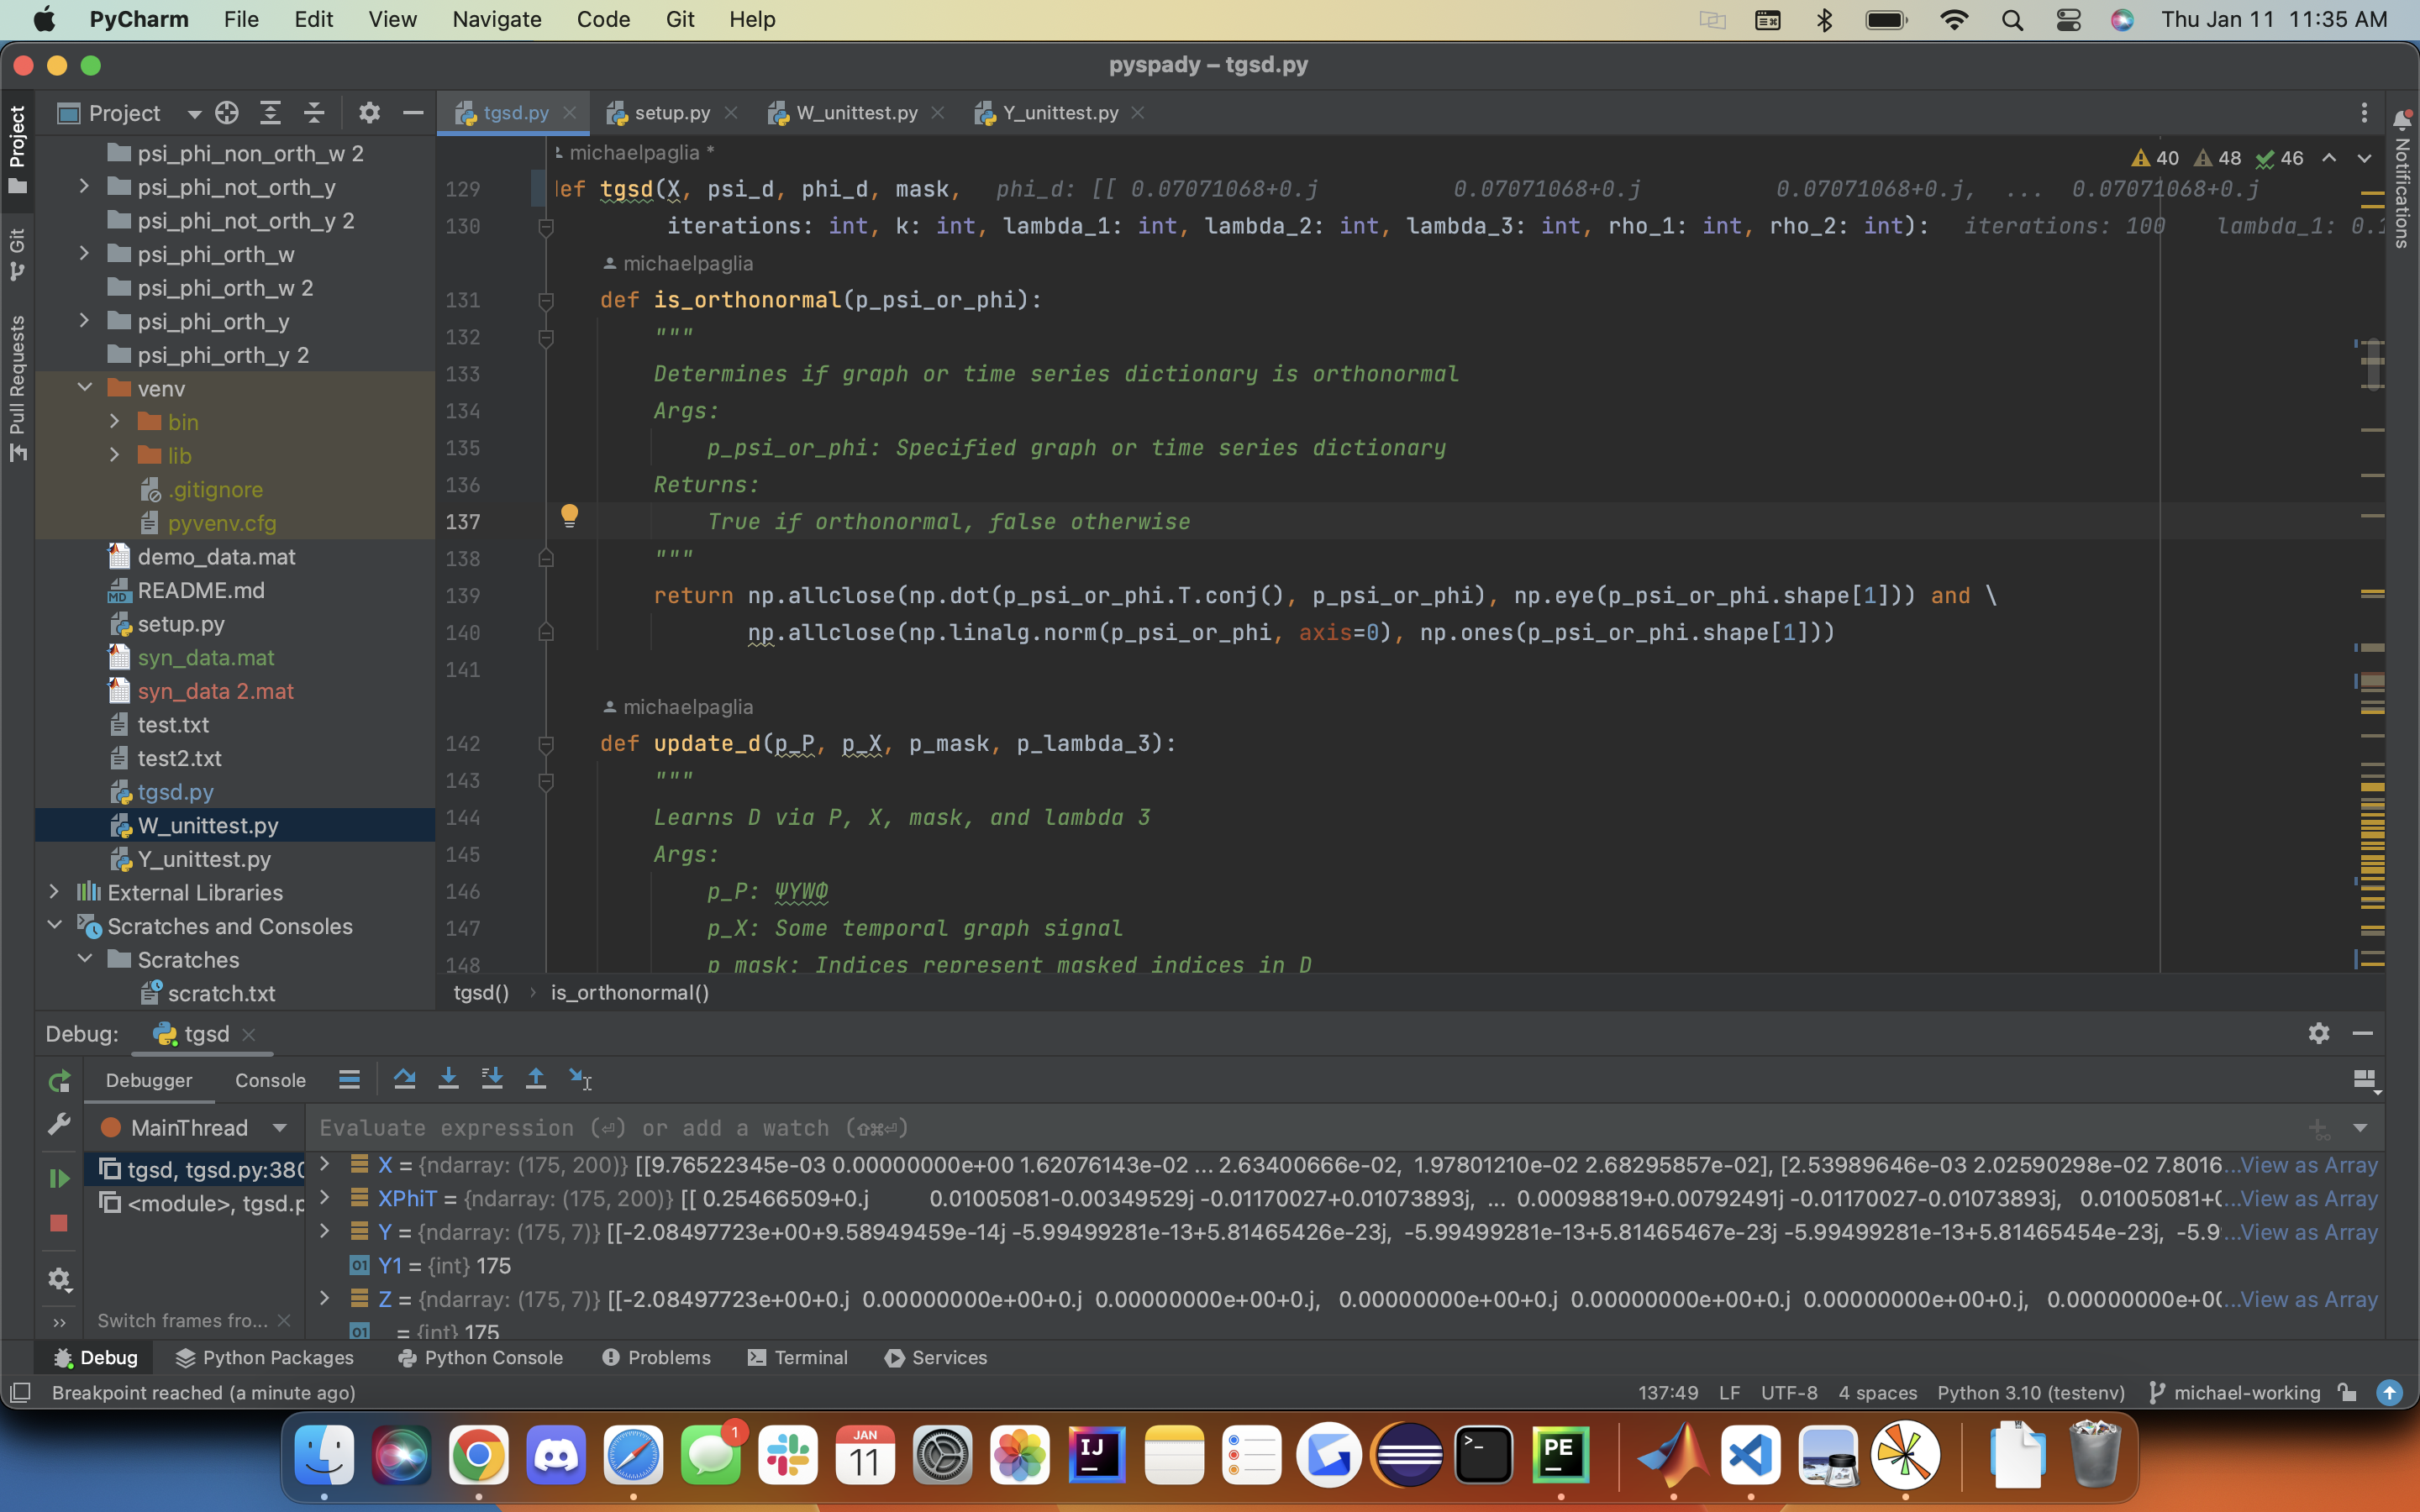 PyCharm File Edit View Navigate Code Git Help Thu Jan 11 11:35 AM
pyspady – tgsd.py
Project
tgsd.py setup.py W_unittest.py Y_unittest.py
Project
Git
Pull Requests
psi_phi_non_orth_w 2
psi_phi_not_orth_y
psi_phi_not_orth_y 2
psi_phi_orth_w
psi_phi_orth_w 2
psi_phi_orth_y
psi_phi_orth_y 2
venv
bin
lib
.gitignore
pyvenv.cfg
demo_data.mat
README.md
setup.py
syn_data.mat
syn_data 2.mat
test.txt
test2.txt
tgsd.py
W_unittest.py
Y_unittest.py
External Libraries
Scratches and Consoles
Scratches
scratch.txt
michaelpaglia *
40 48 46
129 def tgsd(X, psi_d, phi_d, mask, phi_d: [[ 0.07071068+0.j 0.07071068+0.j 0.07071068+0.j, ... 0.07071068+0.j
130 iterations: int, k: int, lambda_1: int, lambda_2: int, lambda_3: int, rho_1: int, rho_2: int): iterations: 100 lambda_1: 0.1
michaelpaglia
131 def is_orthonormal(p_psi_or_phi):
132 """
133 Determines if graph or time series dictionary is orthonormal
134 Args:
135 p_psi_or_phi: Specified graph or time series dictionary
136 Returns:
137 True if orthonormal, false otherwise
138 """
139 return np.allclose(np.dot(p_psi_or_phi.T.conj(), p_psi_or_phi), np.eye(p_psi_or_phi.shape[1])) and \
140 np.allclose(np.linalg.norm(p_psi_or_phi, axis=0), np.ones(p_psi_or_phi.shape[1]))
141
michaelpaglia
142 def update_d(p_P, p_X, p_mask, p_lambda_3):
143 """
144 Learns D via P, X, mask, and lambda 3
145 Args:
146 p_P: ΨYWΦ
147 p_X: Some temporal graph signal
148 p_mask: Indices represent masked indices in D
Notifications
tgsd() › is_orthonormal()
Debug: tgsd
Debugger Console
MainThread
Evaluate expression (⏎) or add a watch (⇧⌘⏎)
tgsd, tgsd.py:380
<module>, tgsd.p
X = {ndarray: (175, 200)} [[9.76522345e-03 0.00000000e+00 1.62076143e-02 ... 2.63400666e-02, 1.97801210e-02 2.68295857e-02], [2.53989646e-03 2.02590298e-02 7.8016...View as Array
XPhiT = {ndarray: (175, 200)} [[ 0.25466509+0.j 0.01005081-0.00349529j -0.01170027+0.01073893j, ... 0.00098819+0.00792491j -0.01170027-0.01073893j, 0.01005081+0...View as Array
Y = {ndarray: (175, 7)} [[-2.08497723e+00+9.58949459e-14j -5.99499281e-13+5.81465426e-23j, -5.99499281e-13+5.81465467e-23j -5.99499281e-13+5.81465454e-23j, -5.9...View as Array
Y1 = {int} 175
Z = {ndarray: (175, 7)} [[-2.08497723e+00+0.j 0.00000000e+00+0.j 0.00000000e+00+0.j, 0.00000000e+00+0.j 0.00000000e+00+0.j 0.00000000e+00+0.j, 0.00000000e+0...View as Array
= {int} 175
Switch frames fro...
Debug Python Packages Python Console Problems Terminal Services
Breakpoint reached (a minute ago) 137:49 LF UTF-8 4 spaces Python 3.10 (testenv) michael-working
1
JAN
11
IJ
PE